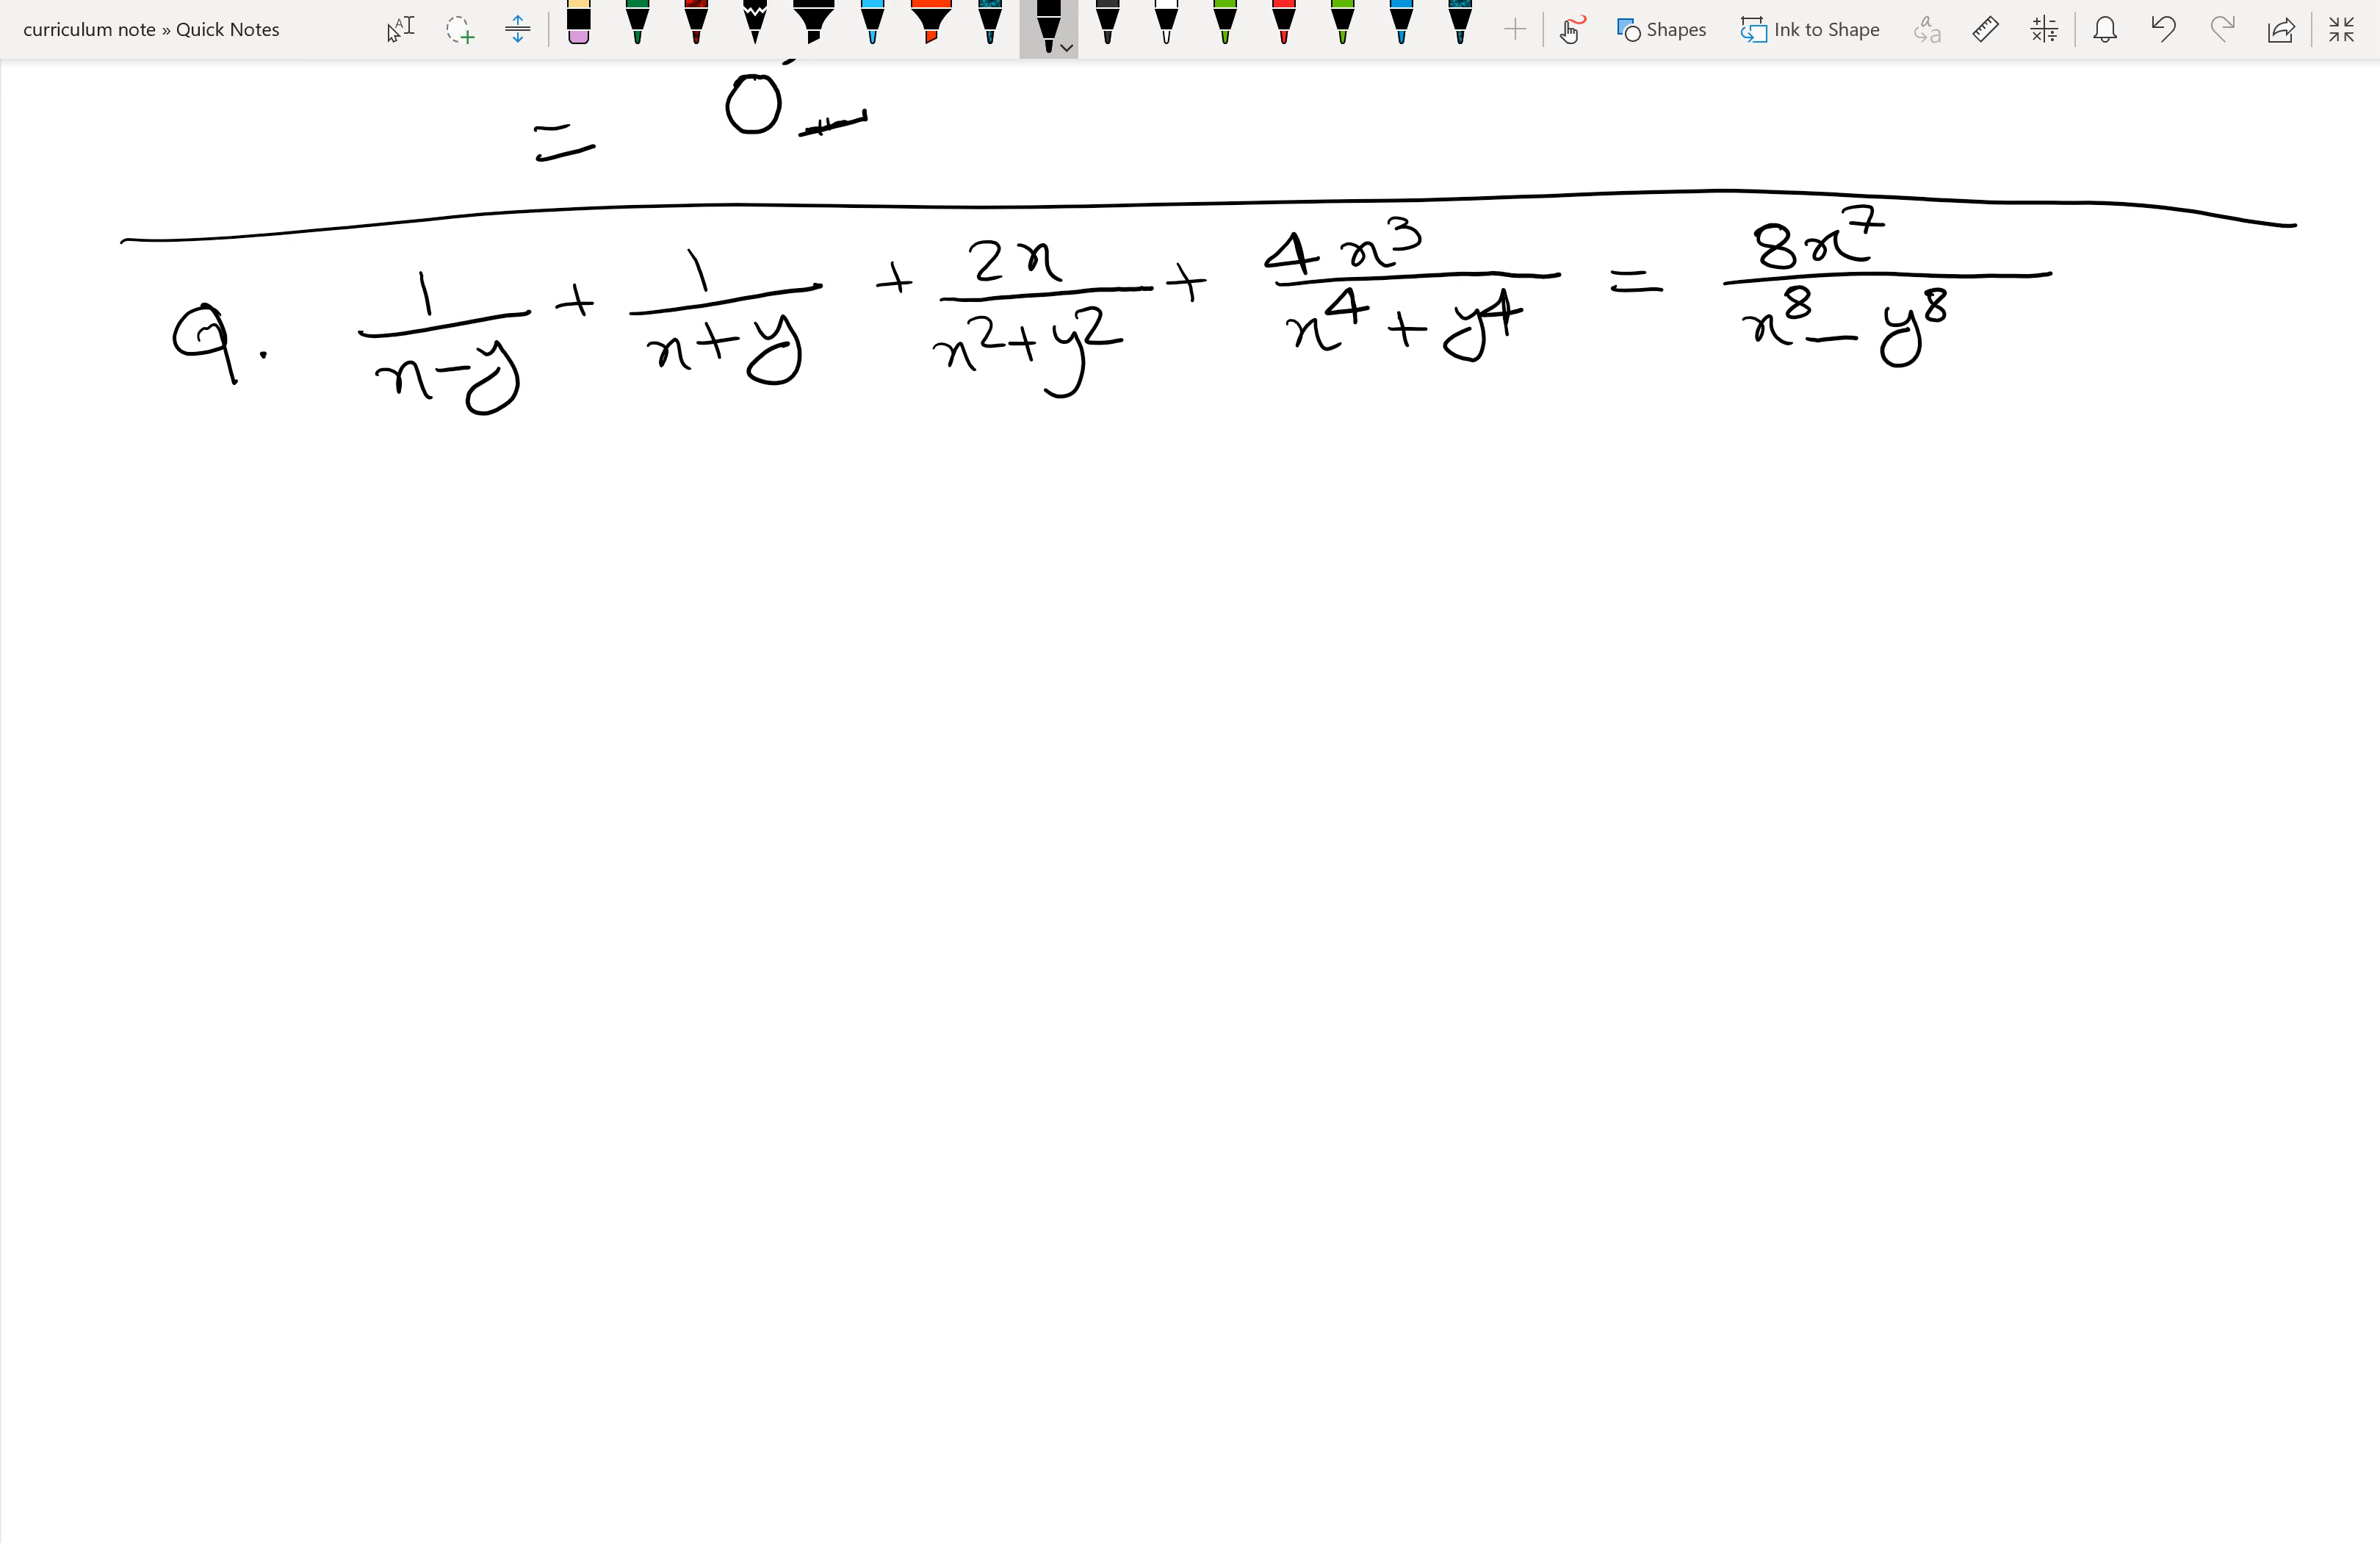 curriculum note » Quick Notes Shapes Ink to Shape
= 0
Q. 1/(x-y) + 1/(x+y) + 2x/(x²+y²) + 4x³/(x⁴+y⁴) = 8x⁷/(x⁸-y⁸)